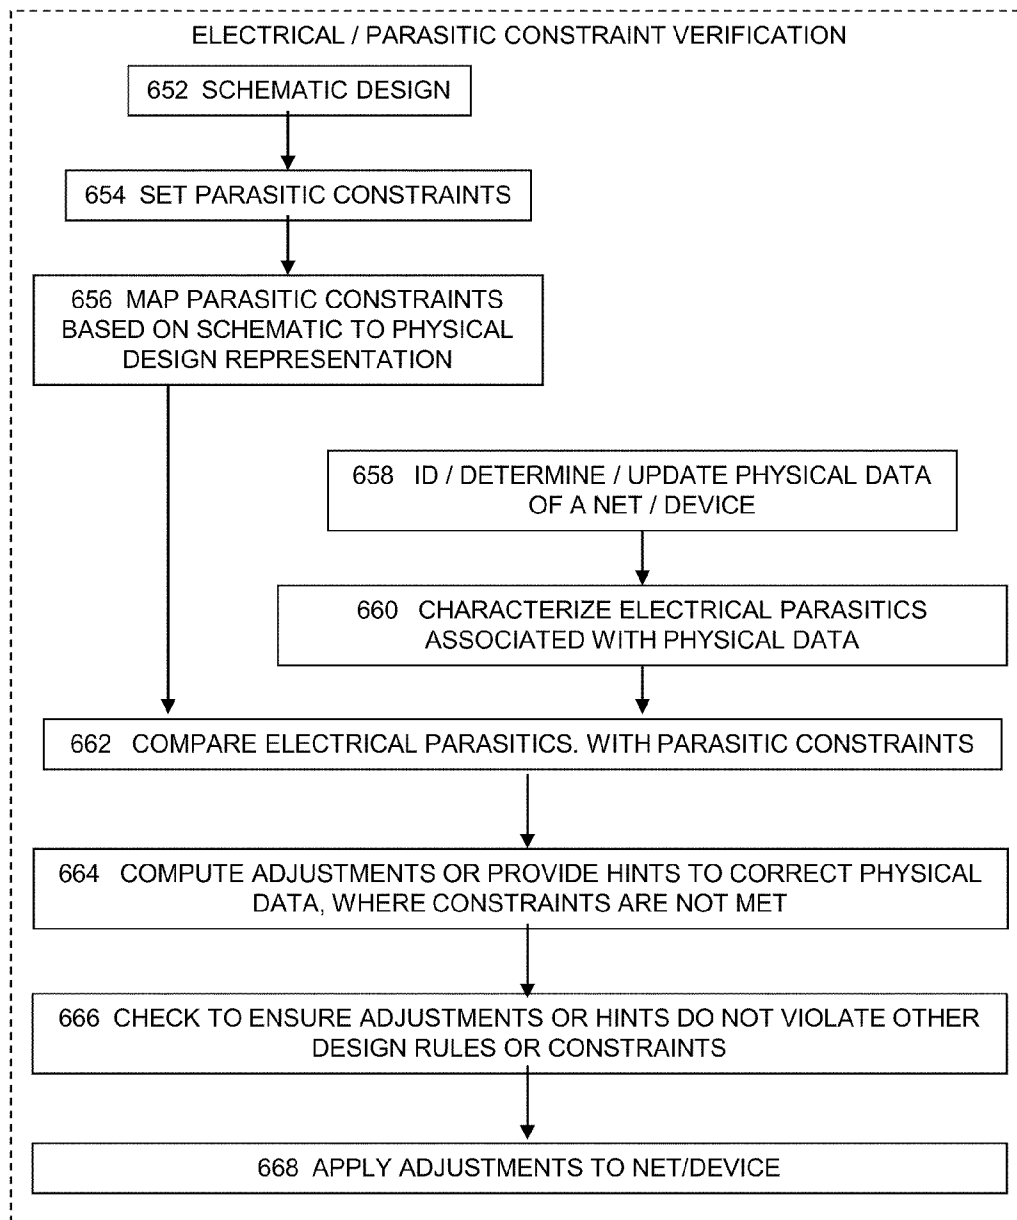 ELECTRICAL / PARASITIC CONSTRAINT VERIFICATION
652 SCHEMATIC DESIGN
654 SET PARASITIC CONSTRAINTS
656 MAP PARASITIC CONSTRAINTS
BASED ON SCHEMATIC TO PHYSICAL
DESIGN REPRESENTATION
658 ID / DETERMINE / UPDATE PHYSICAL DATA
OF A NET / DEVICE
660 CHARACTERIZE ELECTRICAL PARASITICS
ASSOCIATED WITH PHYSICAL DATA
662 COMPARE ELECTRICAL PARASITICS. WITH PARASITIC CONSTRAINTS
664 COMPUTE ADJUSTMENTS OR PROVIDE HINTS TO CORRECT PHYSICAL
DATA, WHERE CONSTRAINTS ARE NOT MET
666 CHECK TO ENSURE ADJUSTMENTS OR HINTS DO NOT VIOLATE OTHER
DESIGN RULES OR CONSTRAINTS
668 APPLY ADJUSTMENTS TO NET/DEVICE